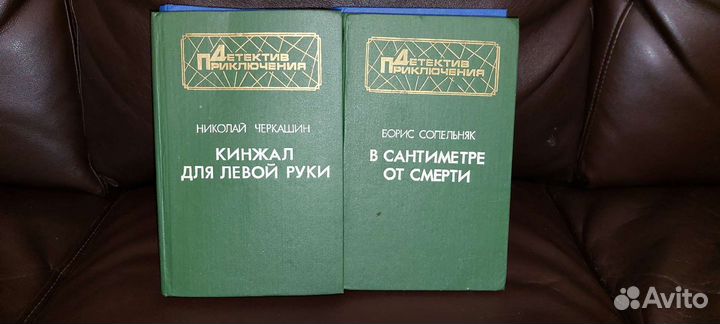 ДЕТЕКТИВ
ПРИКЛЮЧЕНИЯ
НИКОЛАЙ ЧЕРКАШИН
КИНЖАЛ
ДЛЯ ЛЕВОЙ РУКИ
ДЕТЕКТИВ
ПРИКЛЮЧЕНИЯ
БОРИС СОПЕЛЬНЯК
В САНТИМЕТРЕ
ОТ СМЕРТИ
Avito